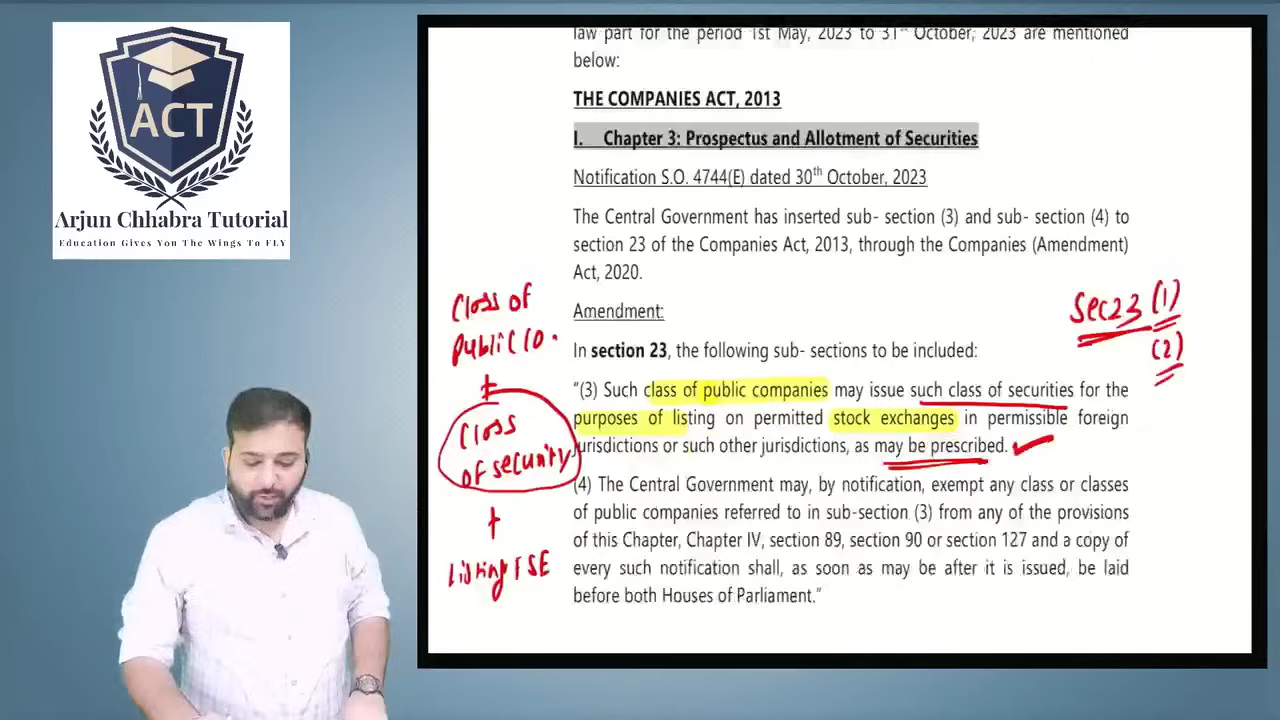 ACT
Arjun Chhabra Tutorial
Education Gives You The Wings To FLY
law part for the period 1st May, 2023 to 31st October, 2023 are mentioned
below:
THE COMPANIES ACT, 2013
I. Chapter 3: Prospectus and Allotment of Securities
Notification S.O. 4744(E) dated 30th October, 2023
The Central Government has inserted sub- section (3) and sub- section (4) to
section 23 of the Companies Act, 2013, through the Companies (Amendment)
Act, 2020.
Amendment:
In section 23, the following sub- sections to be included:
"(3) Such class of public companies may issue such class of securities for the
purposes of listing on permitted stock exchanges in permissible foreign
jurisdictions or such other jurisdictions, as may be prescribed.
(4) The Central Government may, by notification, exempt any class or classes
of public companies referred to in sub-section (3) from any of the provisions
of this Chapter, Chapter IV, section 89, section 90 or section 127 and a copy of
every such notification shall, as soon as may be after it is issued, be laid
before both Houses of Parliament."
Class of
public co.
+
Class
of security
+
Listing FSE
Sec 23 (1)
(2)